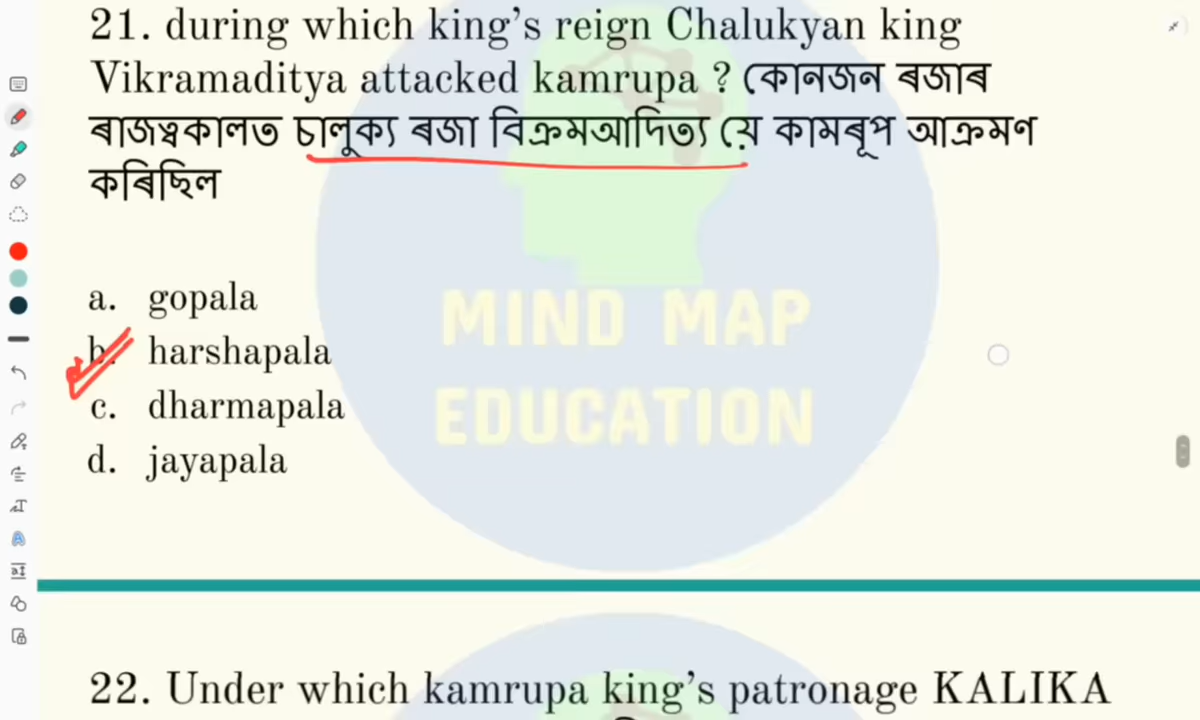 21. during which king’s reign Chalukyan king
Vikramaditya attacked kamrupa ? কোনজন ৰজাৰ
ৰাজত্বকালত চালুক্য ৰজা বিক্ৰমআদিত্য য়ে কামৰূপ আক্ৰমণ
কৰিছিল
a. gopala
b. harshapala
c. dharmapala
d. jayapala
MIND MAP
EDUCATION
22. Under which kamrupa king’s patronage KALIKA